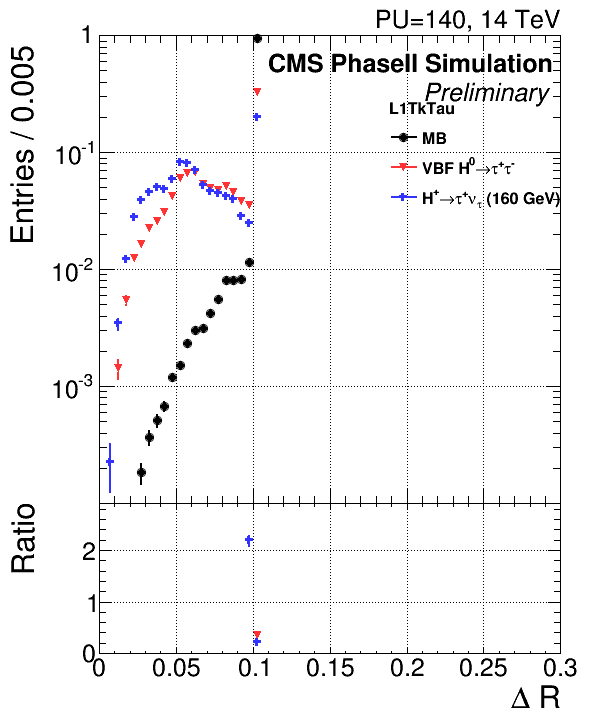 PU=140, 14 TeV
CMS PhaseII Simulation
Preliminary
L1TkTau
MB
VBF H⁰→τ⁺τ⁻
H⁺→τ⁺ν_τ (160 GeV)
Entries / 0.005
1
10⁻¹
10⁻²
10⁻³
Ratio
2
1
0
0 0.05 0.1 0.15 0.2 0.25 0.3
Δ R